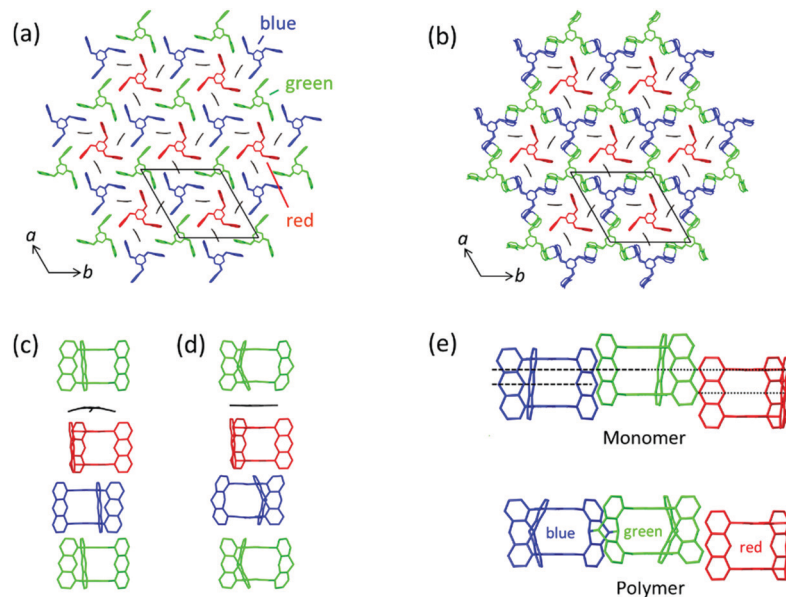 (a)
blue
green
red
a
b
(b)
a
b
(c)
(d)
(e)
Monomer
blue
green
red
Polymer